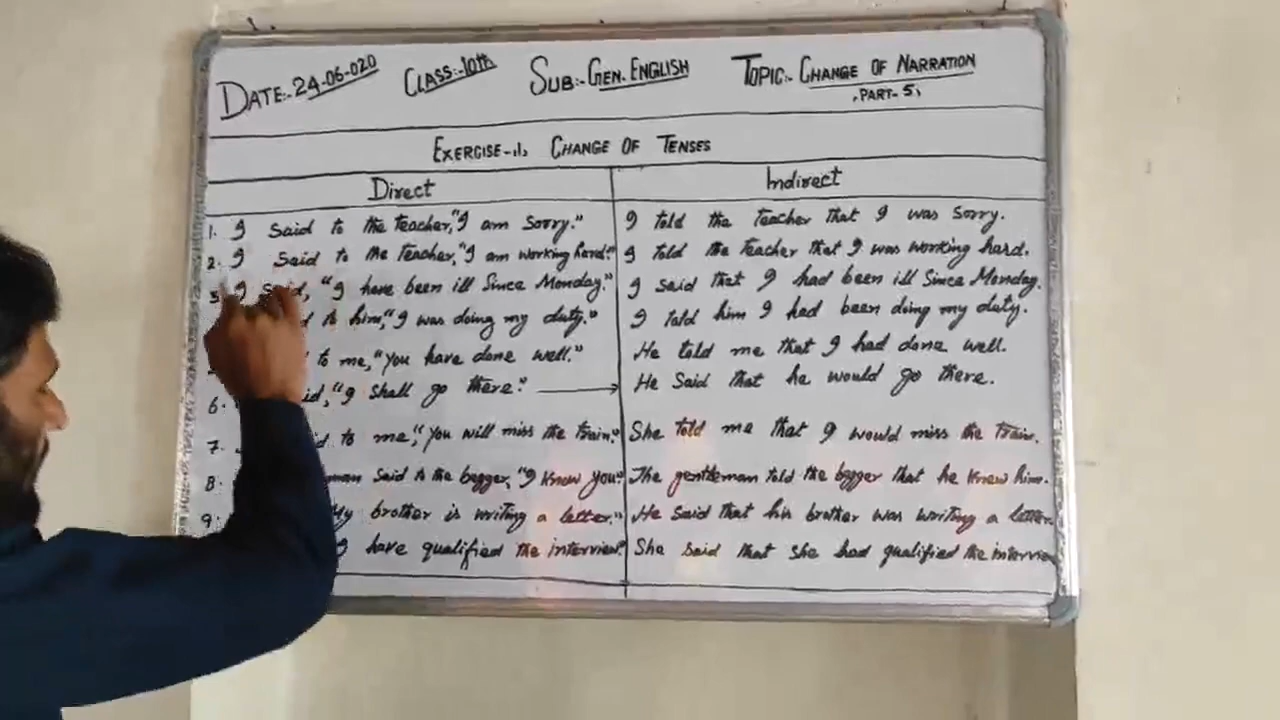 DATE:-24-06-020 CLASS:-10th SUB:-GEN. ENGLISH TOPIC:- CHANGE OF NARRATION
,PART-5,
EXERCISE-,1, CHANGE OF TENSES
Direct Indirect
1. I Said to the teacher,"I am Sorry." I told the teacher that I was Sorry.
2. I Said to the Teacher,"I am working hard." I told the teacher that I was working hard.
3. I Said, "I have been ill Since Monday." I said that I had been ill Since Monday.
to him,"I was doing my duty." I told him I had been doing my duty.
to me,"you have done well." He told me that I had done well.
6. "I shall go there." He Said that he would go there.
7. to me,"you will miss the train." She told me that I would miss the train.
8. Said to the begger, "I Know you." The gentleman told the begger that he Knew him.
9. My brother is writing a letter." He Said that his brother was writing a letter.
I have qualified the interview." She Said that she had qualified the interview